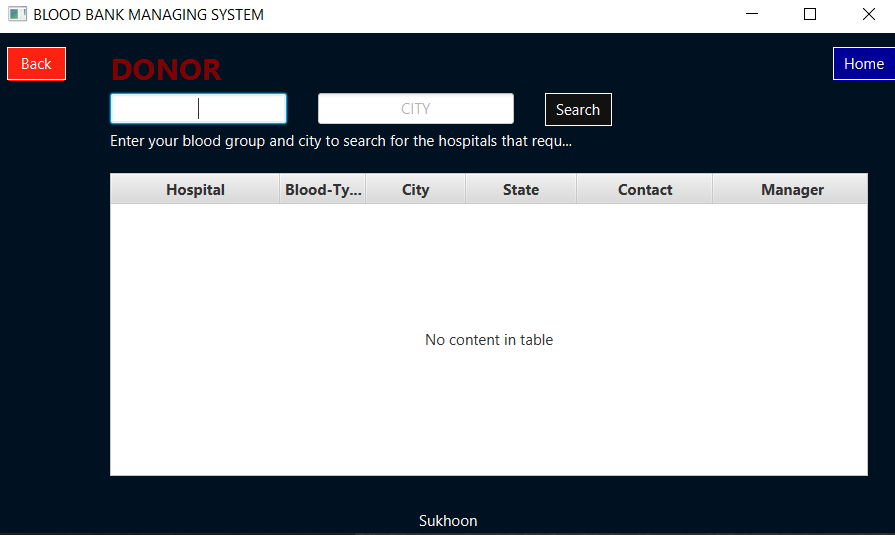 BLOOD BANK MANAGING SYSTEM
Back
DONOR
Home
CITY
Search
Enter your blood group and city to search for the hospitals that requ...
Hospital Blood-Ty... City State Contact Manager
No content in table
Sukhoon